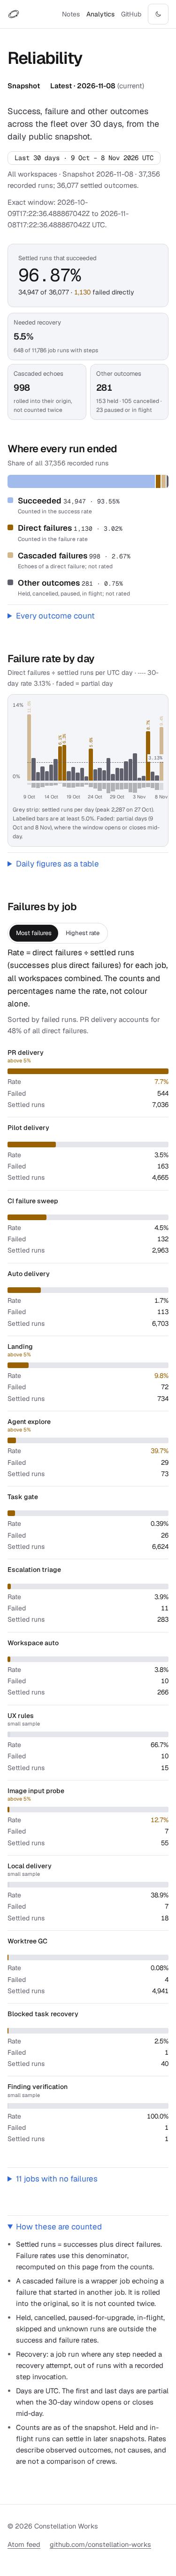 Notes Analytics GitHub
Reliability
Snapshot Latest · 2026-11-08 (current)
Success, failure and other outcomes
across the fleet over 30 days, from the
daily public snapshot.
Last 30 days · 9 Oct – 8 Nov 2026 UTC
All workspaces · Snapshot 2026-11-08 · 37,356
recorded runs; 36,077 settled outcomes.
Exact window: 2026-10-
09T17:22:36.488867042Z to 2026-11-
08T17:22:36.488867042Z UTC.
Settled runs that succeeded
96.87%
34,947 of 36,077 · 1,130 failed directly
Needed recovery
5.5%
648 of 11,786 job runs with steps
Cascaded echoes
998
rolled into their origin,
not counted twice
Other outcomes
281
153 held · 105 cancelled ·
23 paused or in flight
Where every run ended
Share of all 37,356 recorded runs
Succeeded 34,947 · 93.55%
Counted in the success rate
Direct failures 1,130 · 3.02%
Counted in the failure rate
Cascaded failures 998 · 2.67%
Echoes of a direct failure; not rated
Other outcomes 281 · 0.75%
Held, cancelled, paused, in flight; not rated
Every outcome count
Failure rate by day
Direct failures ÷ settled runs per UTC day · --- 30-
day rate 3.13% · faded = partial day
14%
3.13%
0%
9 Oct 14 Oct 19 Oct 24 Oct 29 Oct 3 Nov 8 Nov
Grey strip: settled runs per day (peak 2,287 on 27 Oct).
Labelled bars are at least 5.0%. Faded: partial days (9
Oct and 8 Nov), where the window opens or closes mid-
day.
Daily figures as a table
Failures by job
Most failures Highest rate
Rate = direct failures ÷ settled runs
(successes plus direct failures) for each job,
all workspaces combined. The counts and
percentages name the rate, not colour
alone.
Sorted by failed runs. PR delivery accounts for
48% of all direct failures.
PR delivery
above 5%
Rate 7.7%
Failed 544
Settled runs 7,036
Pilot delivery
Rate 3.5%
Failed 163
Settled runs 4,665
CI failure sweep
Rate 4.5%
Failed 132
Settled runs 2,963
Auto delivery
Rate 1.7%
Failed 113
Settled runs 6,703
Landing
above 5%
Rate 9.8%
Failed 72
Settled runs 734
Agent explore
above 5%
Rate 39.7%
Failed 29
Settled runs 73
Task gate
Rate 0.39%
Failed 26
Settled runs 6,624
Escalation triage
Rate 3.9%
Failed 11
Settled runs 283
Workspace auto
Rate 3.8%
Failed 10
Settled runs 266
UX rules
small sample
Rate 66.7%
Failed 10
Settled runs 15
Image input probe
above 5%
Rate 12.7%
Failed 7
Settled runs 55
Local delivery
small sample
Rate 38.9%
Failed 7
Settled runs 18
Worktree GC
Rate 0.08%
Failed 4
Settled runs 4,941
Blocked task recovery
Rate 2.5%
Failed 1
Settled runs 40
Finding verification
small sample
Rate 100.0%
Failed 1
Settled runs 1
11 jobs with no failures
How these are counted
Settled runs = successes plus direct failures.
Failure rates use this denominator,
recomputed on this page from the counts.
A cascaded failure is a wrapper job echoing a
failure that started in another job. It is rolled
into the original, so it is not counted twice.
Held, cancelled, paused-for-upgrade, in-flight,
skipped and unknown runs are outside the
success and failure rates.
Recovery: a job run where any step needed a
recovery attempt, out of runs with a recorded
step invocation.
Days are UTC. The first and last days are partial
when the 30-day window opens or closes
mid-day.
Counts are as of the snapshot. Held and in-
flight runs can settle in later snapshots. Rates
describe observed outcomes, not causes, and
are not a comparison of crews.
© 2026 Constellation Works
Atom feed github.com/constellation-works